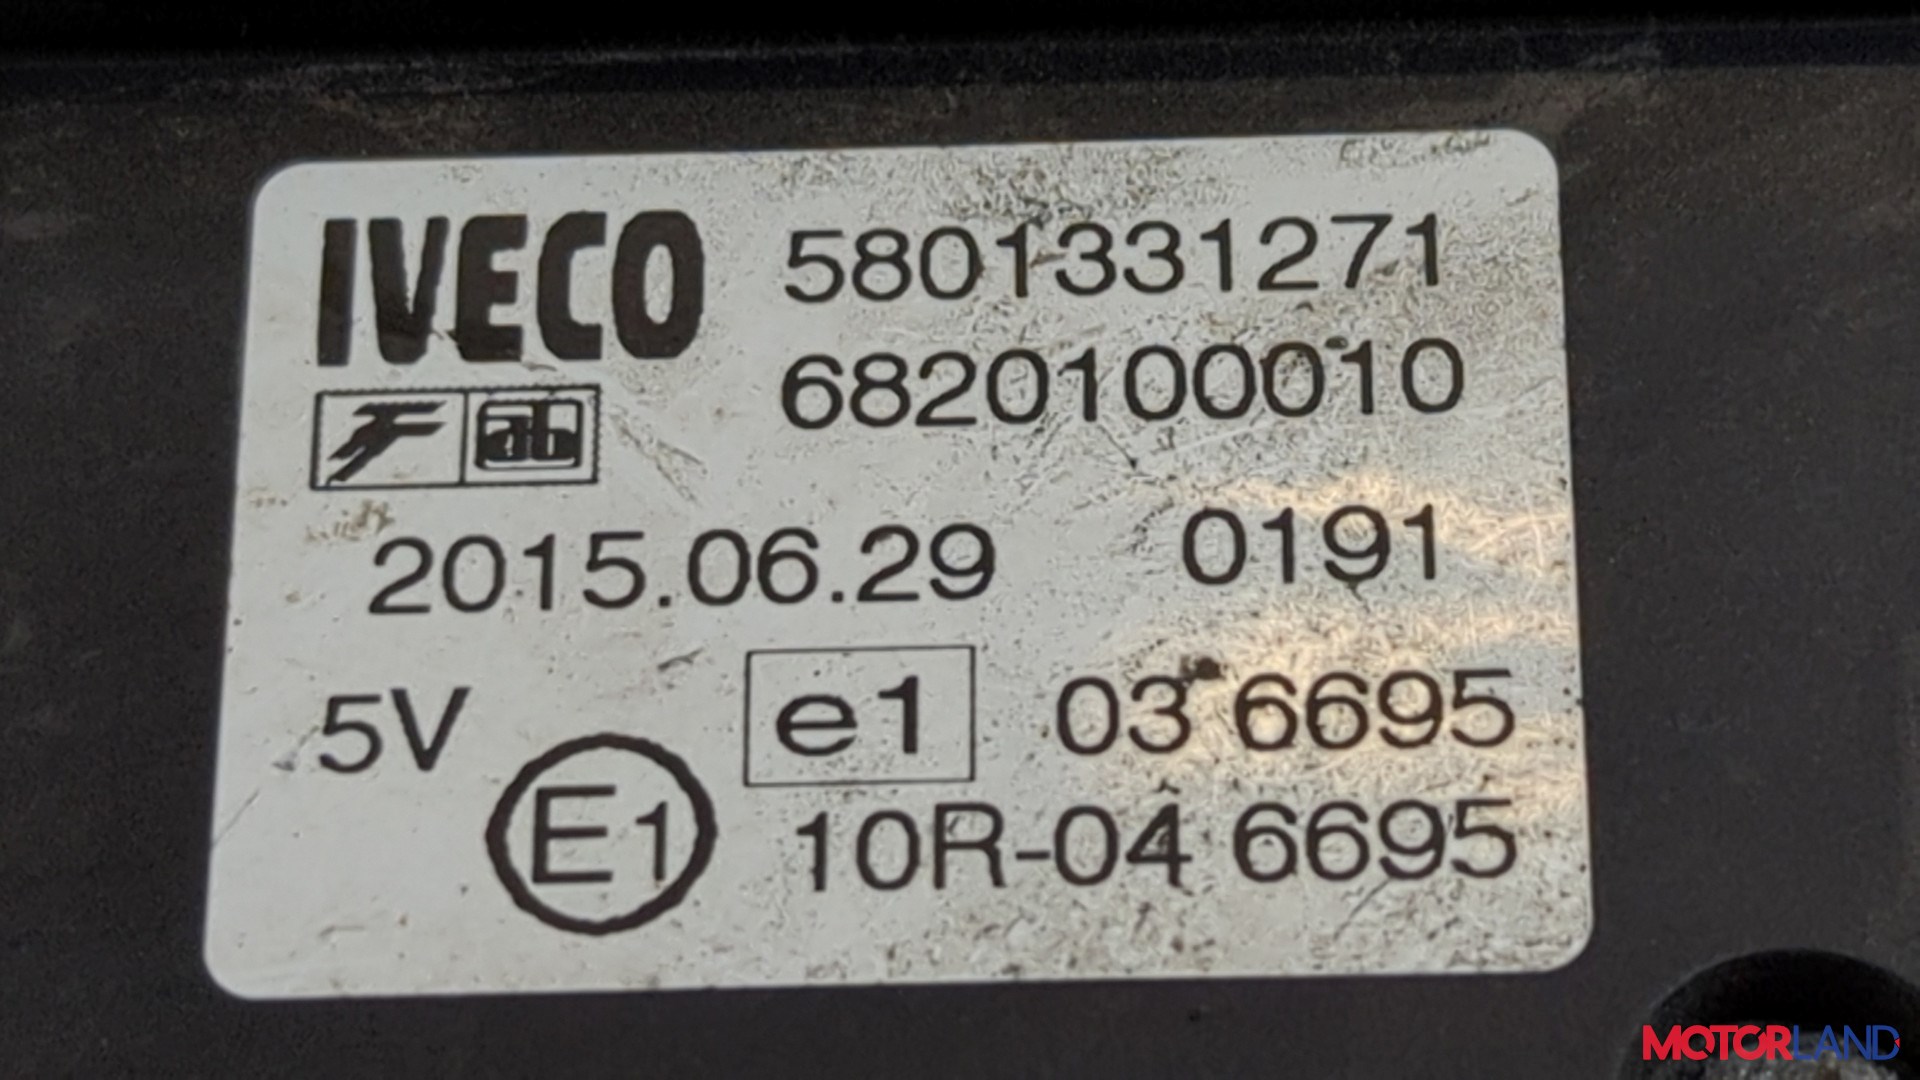 IVECO 5801331271
6820100010
2015.06.29 0191
5V e1 03 6695
E1 10R-04 6695
MOTORLAND